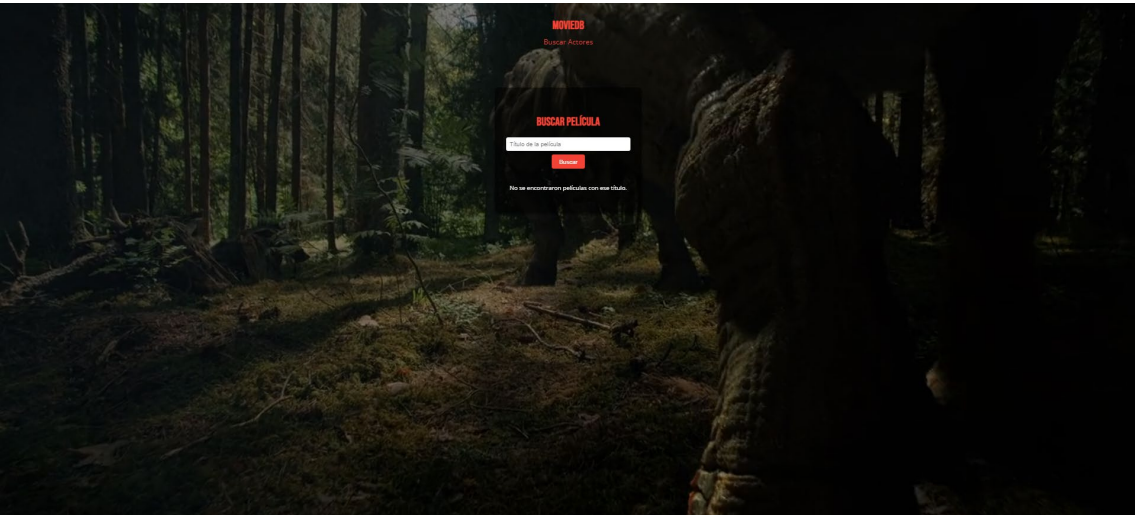 MOVIEDB
Buscar Actores
BUSCAR PELÍCULA
Título de la película
Buscar
No se encontraron películas con ese título.